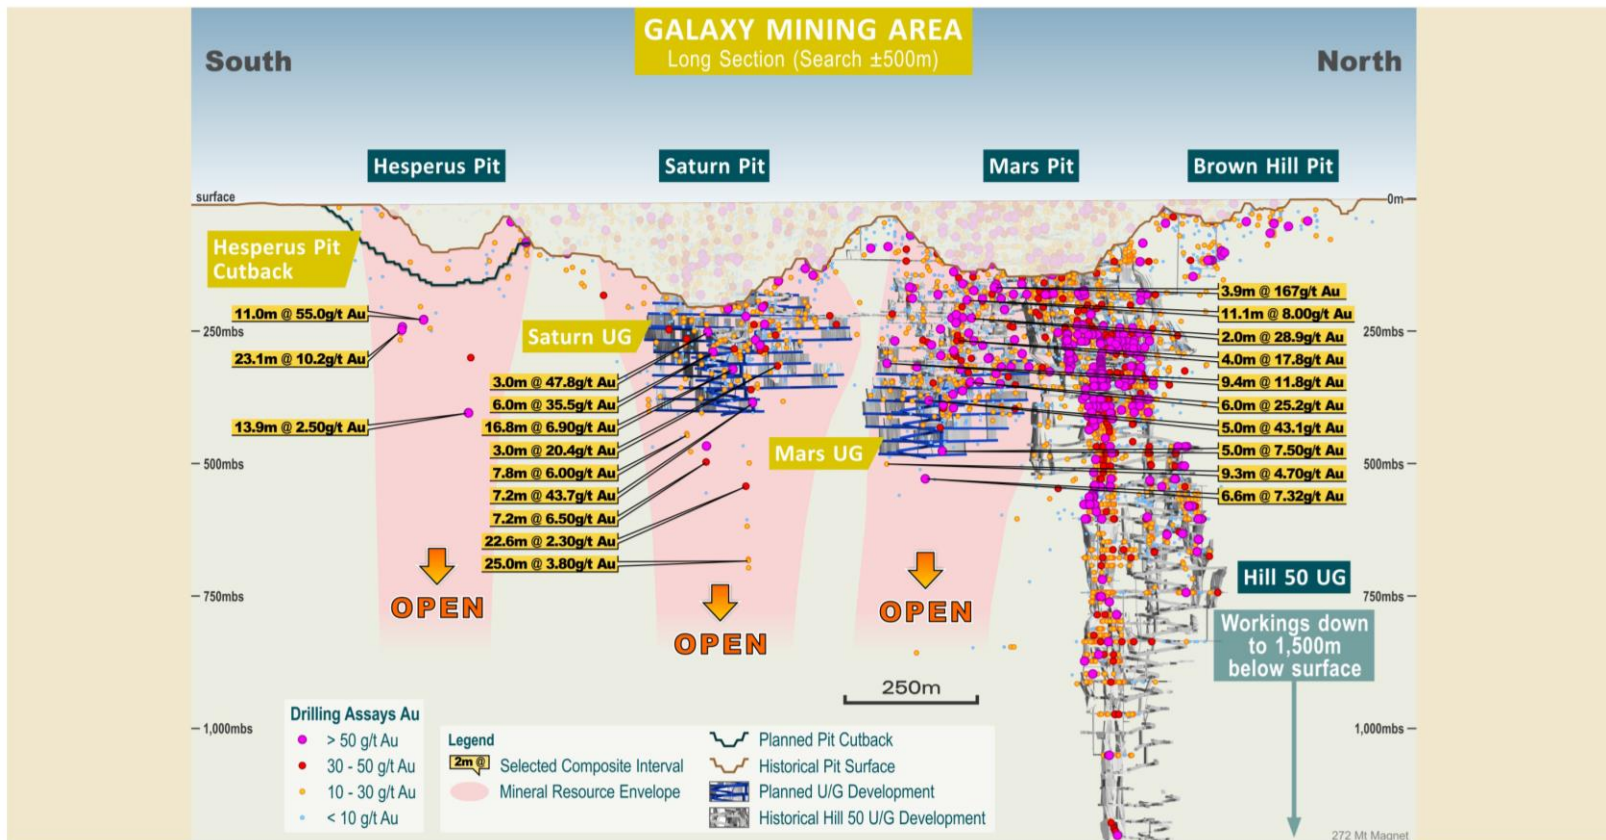 GALAXY MINING AREA
Long Section (Search ±500m)
South
North
Hesperus Pit
Saturn Pit
Mars Pit
Brown Hill Pit
surface
0m
Hesperus Pit
Cutback
11.0m @ 55.0g/t Au
250mbs
23.1m @ 10.2g/t Au
13.9m @ 2.50g/t Au
500mbs
750mbs
1,000mbs
Saturn UG
3.0m @ 47.8g/t Au
6.0m @ 35.5g/t Au
16.8m @ 6.90g/t Au
3.0m @ 20.4g/t Au
7.8m @ 6.00g/t Au
7.2m @ 43.7g/t Au
7.2m @ 6.50g/t Au
22.6m @ 2.30g/t Au
25.0m @ 3.80g/t Au
Mars UG
3.9m @ 167g/t Au
11.1m @ 8.00g/t Au
2.0m @ 28.9g/t Au
4.0m @ 17.8g/t Au
9.4m @ 11.8g/t Au
6.0m @ 25.2g/t Au
5.0m @ 43.1g/t Au
5.0m @ 7.50g/t Au
9.3m @ 4.70g/t Au
6.6m @ 7.32g/t Au
250mbs
500mbs
750mbs
1,000mbs
OPEN
OPEN
OPEN
Hill 50 UG
Workings down
to 1,500m
below surface
250m
Drilling Assays Au
> 50 g/t Au
30 - 50 g/t Au
10 - 30 g/t Au
< 10 g/t Au
Legend
2m @
Selected Composite Interval
Mineral Resource Envelope
Planned Pit Cutback
Historical Pit Surface
Planned U/G Development
Historical Hill 50 U/G Development
272 Mt Magnet